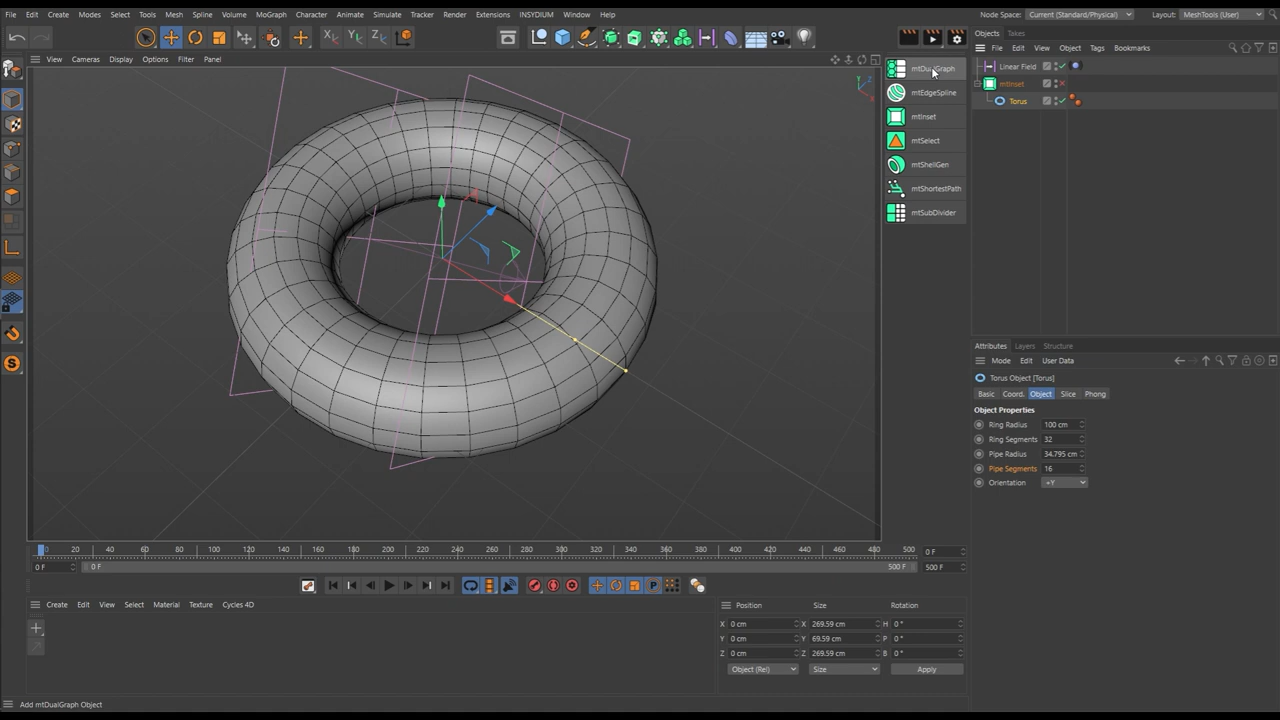 File Edit Create Modes Select Tools Mesh Spline Volume MoGraph Character Animate Simulate Tracker Render Extensions INSYDIUM Window Help
Node Space: Current (Standard/Physical) Layout: MeshTools (User)
Objects Takes
File Edit View Object Tags Bookmarks
View Cameras Display Options Filter Panel
Linear Field
mtInset
Torus
mtDualGraph
mtEdgeSpline
mtInset
mtSelect
mtShellGen
mtShortestPath
mtSubDivider
Attributes Layers Structure
Mode Edit User Data
Torus Object [Torus]
Basic Coord. Object Slice Phong
Object Properties
Ring Radius 100 cm
Ring Segments 32
Pipe Radius 34.795 cm
Pipe Segments 16
Orientation +Y
0 20 40 60 80 100 120 140 160 180 200 220 240 260 280 300 320 340 360 380 400 420 440 460 480 500 0 F
0 F 0 F 500 F 500 F
Create Edit View Select Material Texture Cycles 4D
Position Size Rotation
X 0 cm X 269.59 cm H 0 °
Y 0 cm Y 69.59 cm P 0 °
Z 0 cm Z 269.59 cm B 0 °
Object (Rel) Size Apply
Add mtDualGraph Object